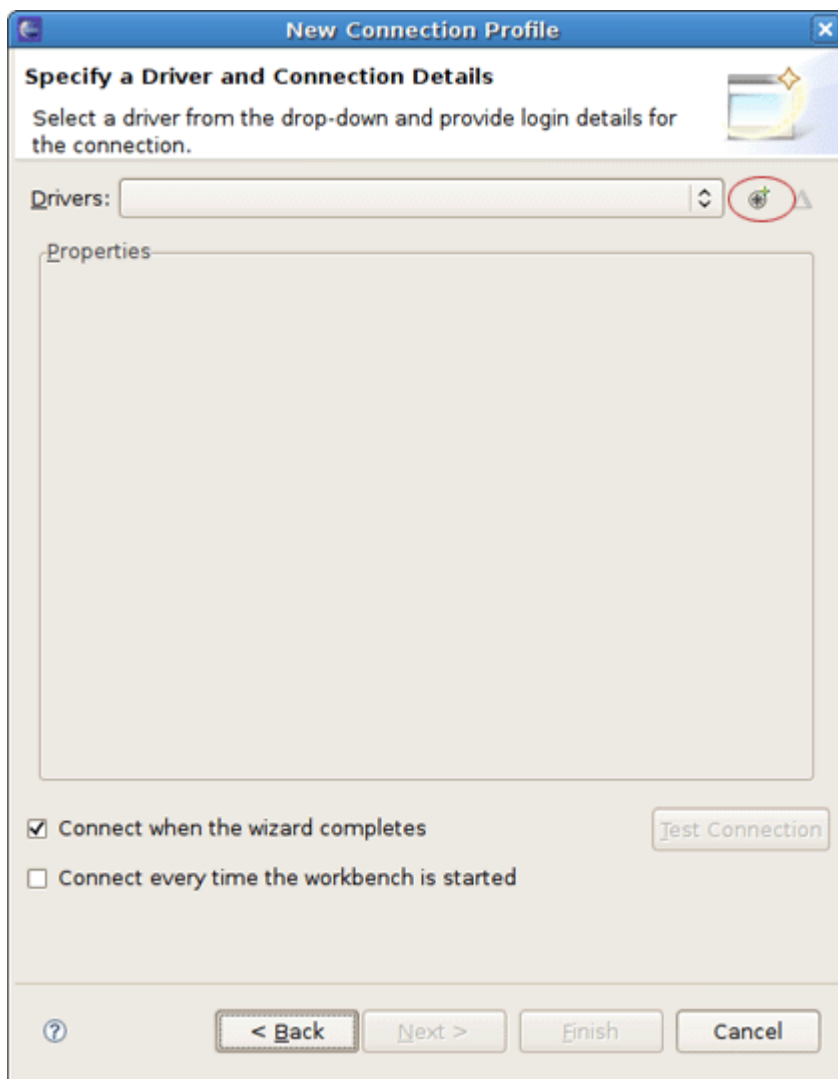 New Connection Profile
Specify a Driver and Connection Details
Select a driver from the drop-down and provide login details for
the connection.
Drivers:
Properties
Connect when the wizard completes
Test Connection
Connect every time the workbench is started
< Back
Next >
Finish
Cancel